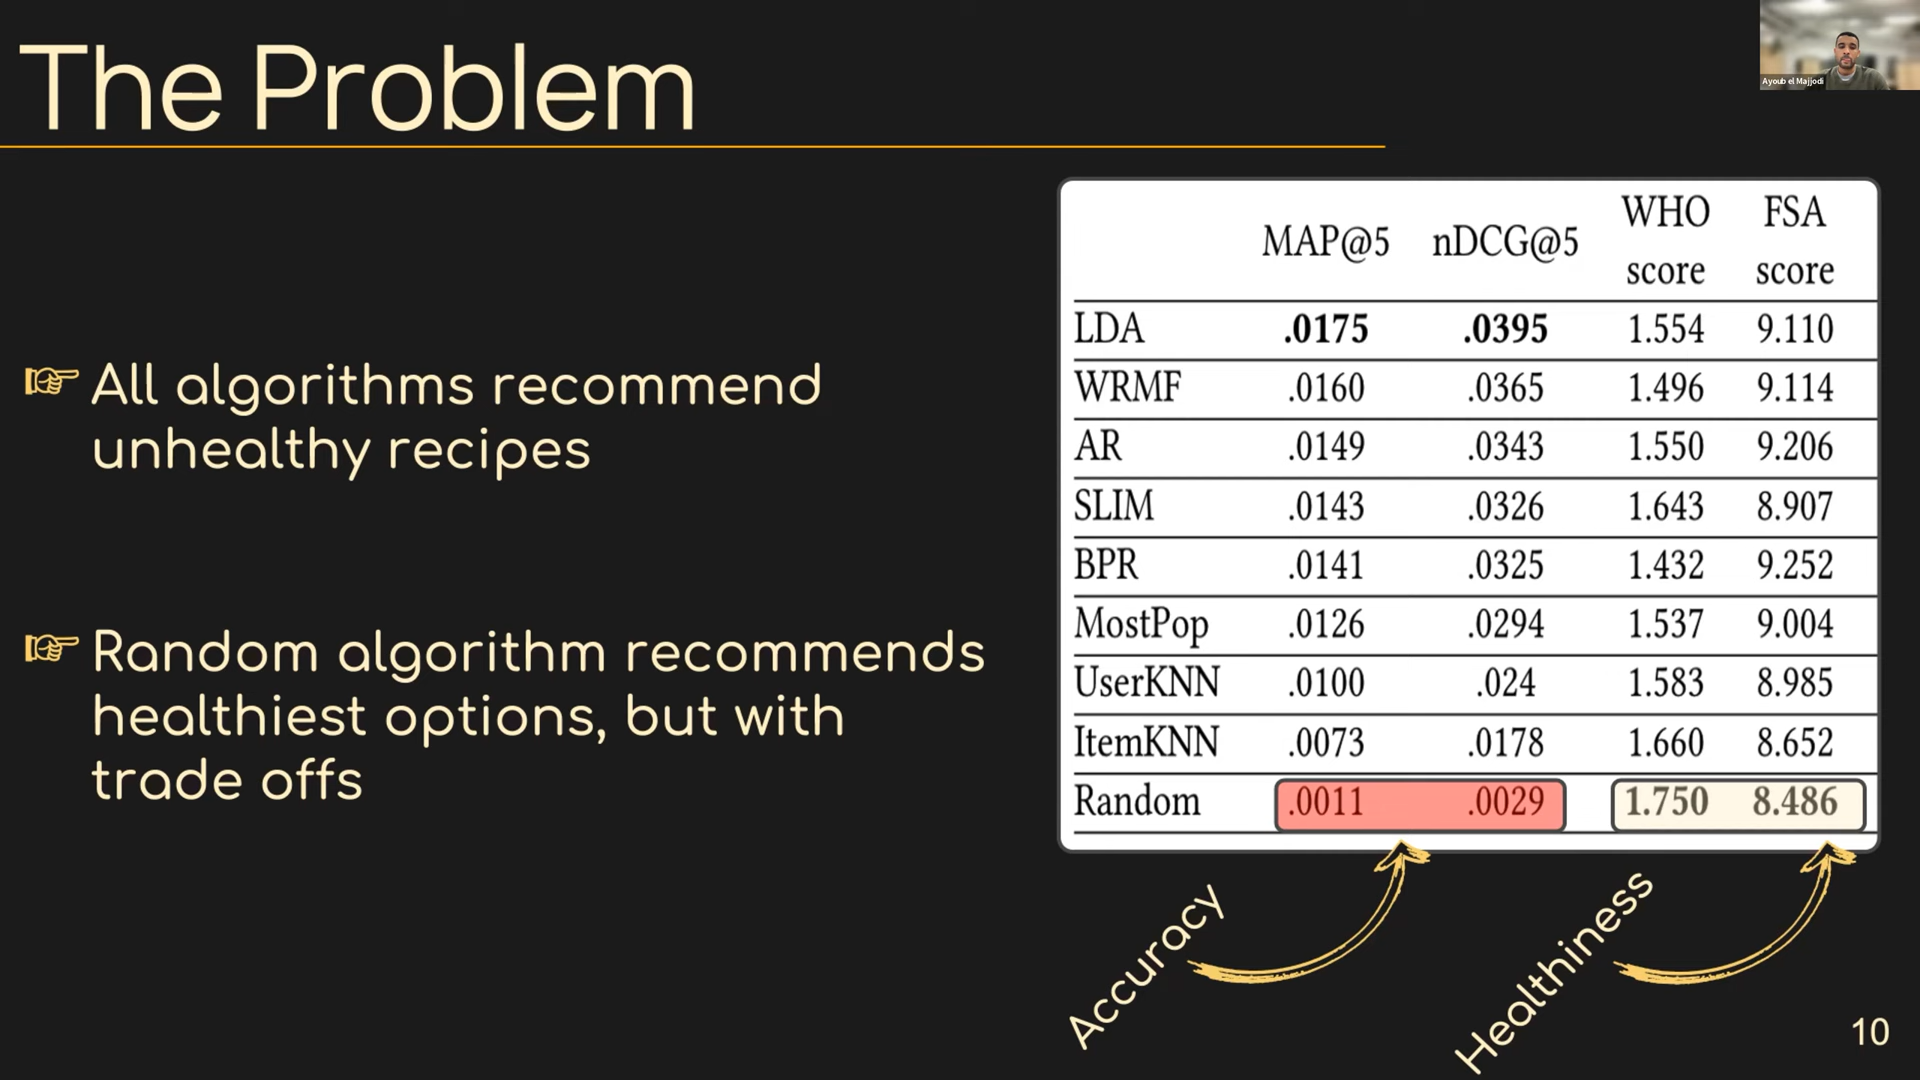 The Problem
Ayoub el Majjodi
All algorithms recommend
unhealthy recipes
Random algorithm recommends
healthiest options, but with
trade offs
MAP@5 nDCG@5 WHO score FSA score
LDA .0175 .0395 1.554 9.110
WRMF .0160 .0365 1.496 9.114
AR .0149 .0343 1.550 9.206
SLIM .0143 .0326 1.643 8.907
BPR .0141 .0325 1.432 9.252
MostPop .0126 .0294 1.537 9.004
UserKNN .0100 .024 1.583 8.985
ItemKNN .0073 .0178 1.660 8.652
Random .0011 .0029 1.750 8.486
Accuracy
Healthiness
10